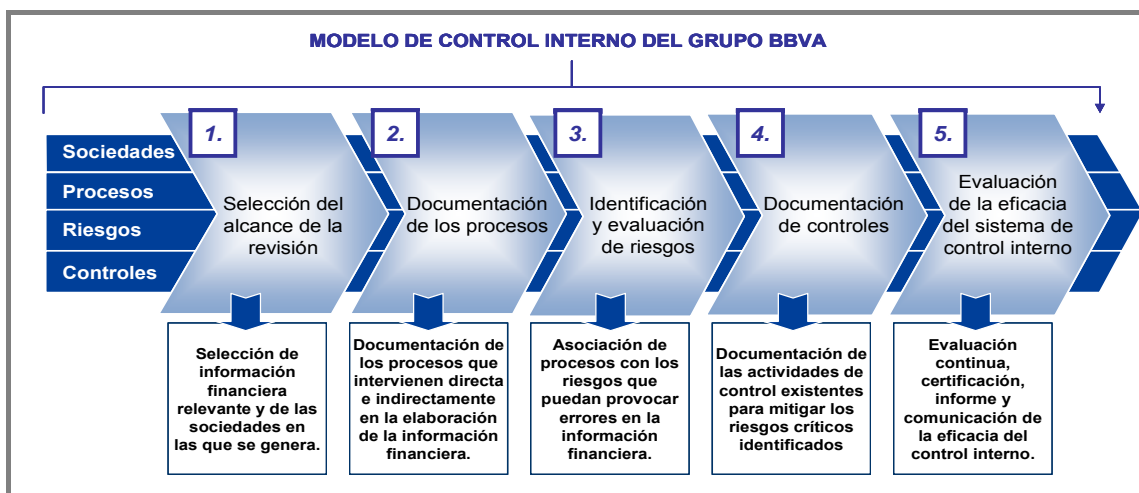 MODELO DE CONTROL INTERNO DEL GRUPO BBVA
Sociedades
Procesos
Riesgos
Controles
1.
Selección del
alcance de la
revisión
2.
Documentación
de los procesos
3.
Identificación
y evaluación
de riesgos
4.
Documentación
de controles
5.
Evaluación
de la eficacia
del sistema de
control interno
Selección de
información
financiera
relevante y de las
sociedades en
las que se genera.
Documentación de
los procesos que
intervienen directa
e indirectamente
en la elaboración
de la información
financiera.
Asociación de
procesos con los
riesgos que
puedan provocar
errores en la
información
financiera.
Documentación de
las actividades de
control existentes
para mitigar los
riesgos críticos
identificados
Evaluación
continua,
certificación,
informe y
comunicación de
la eficacia del
control interno.